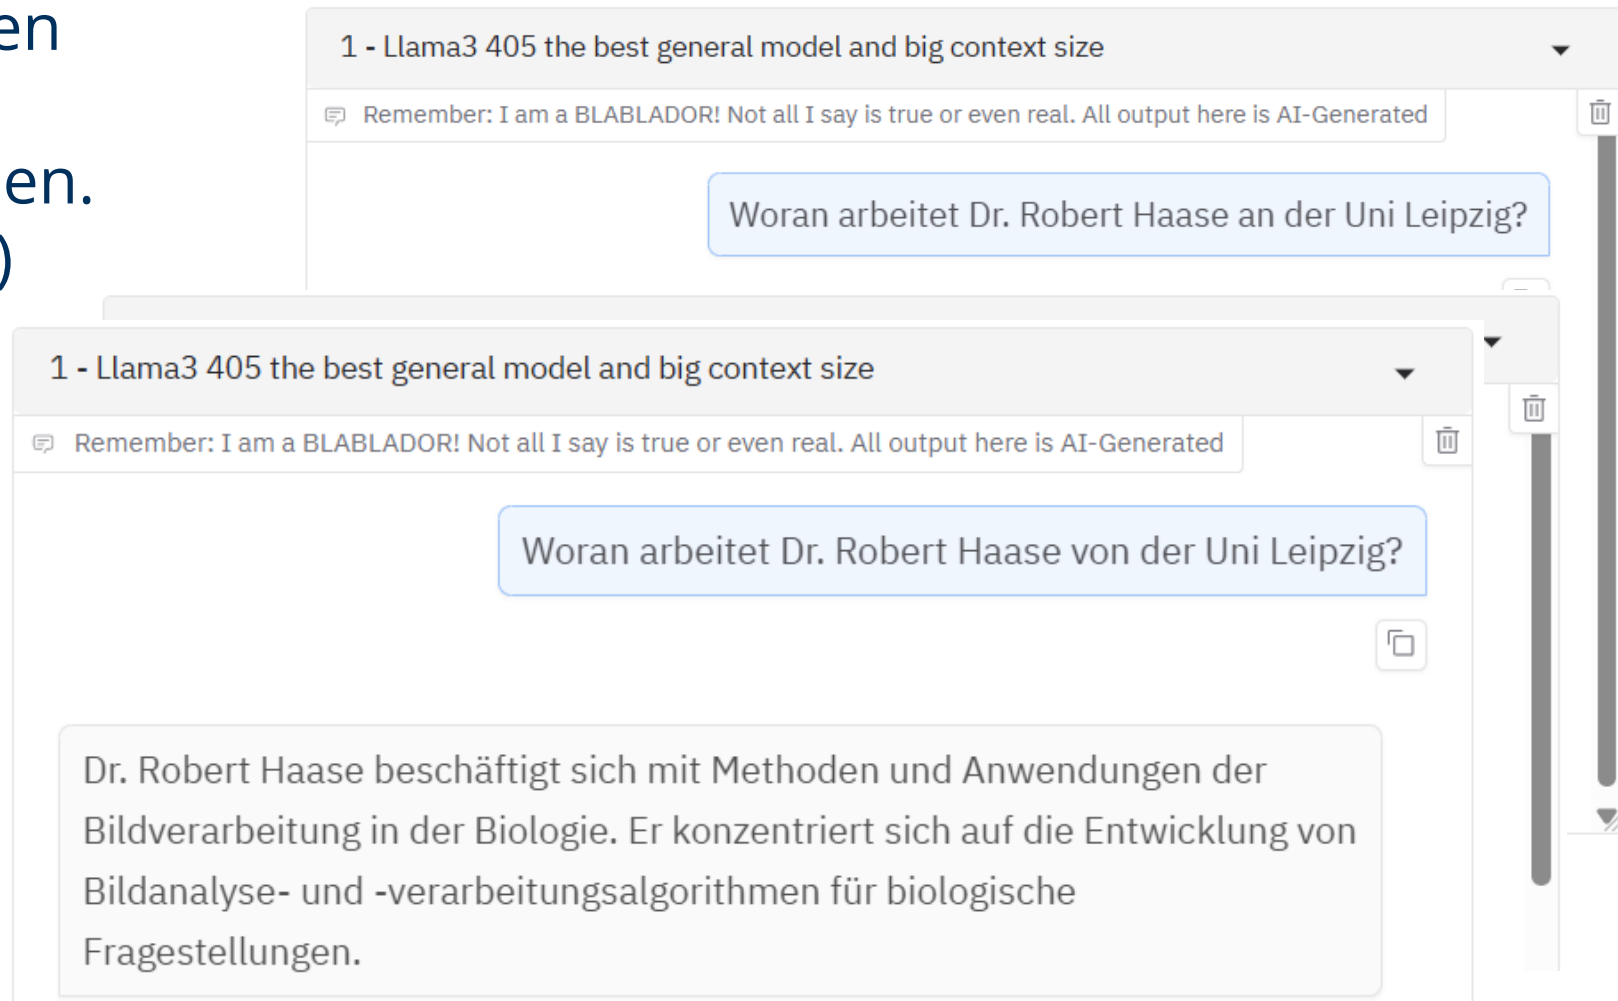 en
en.
)
1 - Llama3 405 the best general model and big context size
Remember: I am a BLABLADOR! Not all I say is true or even real. All output here is AI-Generated
Woran arbeitet Dr. Robert Haase an der Uni Leipzig?
1 - Llama3 405 the best general model and big context size
Remember: I am a BLABLADOR! Not all I say is true or even real. All output here is AI-Generated
Woran arbeitet Dr. Robert Haase von der Uni Leipzig?
Dr. Robert Haase beschäftigt sich mit Methoden und Anwendungen der
Bildverarbeitung in der Biologie. Er konzentriert sich auf die Entwicklung von
Bildanalyse- und -verarbeitungsalgorithmen für biologische
Fragestellungen.